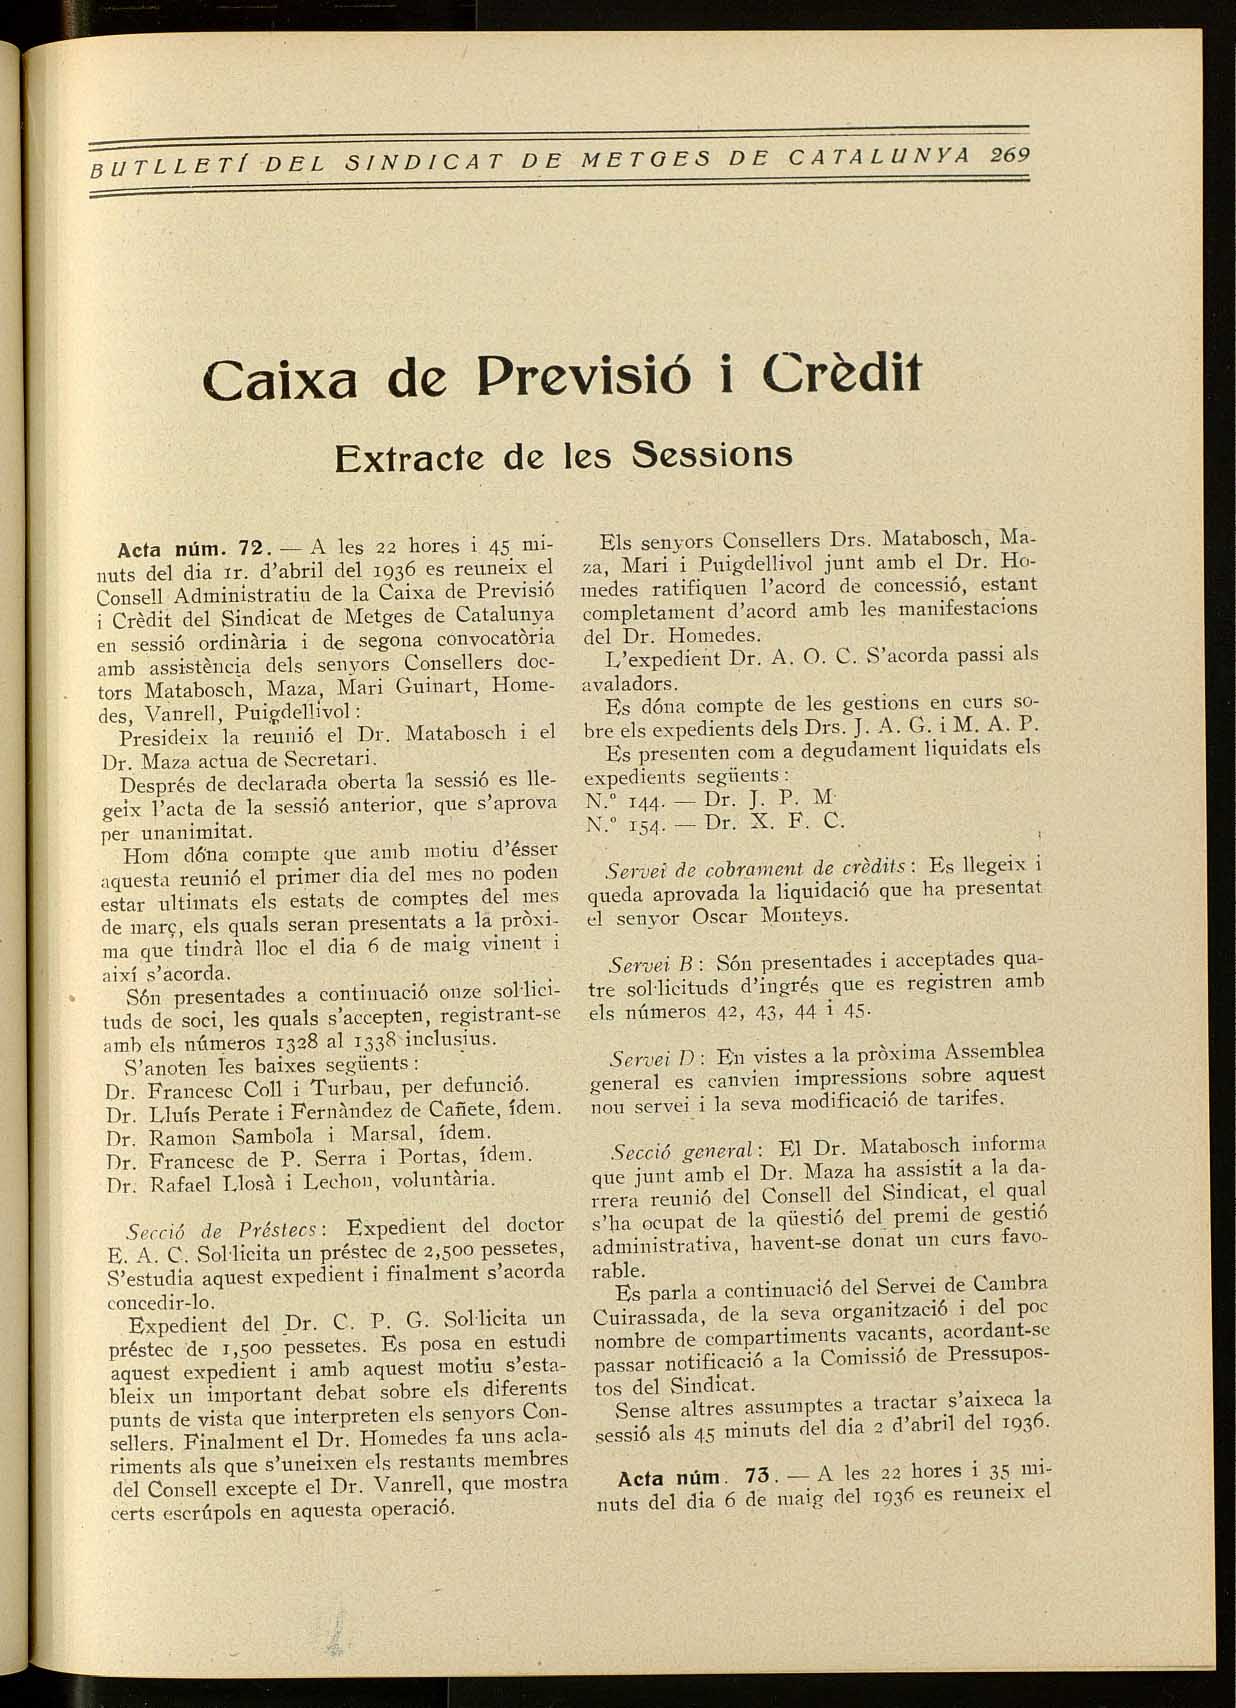 BUTLLETÍ DEL SINDICAT DE METGES DE CATALUNYA 269
Caixa de Previsió i Crèdit
Extracte de les Sessions
Acta núm. 72. — A les 22 hores i 45 mi-
nuts del dia 1r. d'abril del 1936 es reuneix el
Consell Administratiu de la Caixa de Previsió
i Crèdit del Sindicat de Metges de Catalunya
en sessió ordinària i de segona convocatòria
amb assistència dels senyors Consellers doc-
tors Matabosch, Maza, Mari Guinart, Home-
des, Vanrell, Puigdellívol :
Presideix la reunió el Dr. Matabosch i el
Dr. Maza actua de Secretari.
Després de declarada oberta la sessió es lle-
geix l'acta de la sessió anterior, que s'aprova
per unanimitat.
Hom dóna compte que amb motiu d'ésser
aquesta reunió el primer dia del mes no poden
estar ultimats els estats de comptes del mes
de març, els quals seran presentats a la pròxi-
ma que tindrà lloc el dia 6 de maig vinent i
així s'acorda.
Són presentades a continuació onze sol·lici-
tuds de soci, les quals s'accepten, registrant-se
amb els números 1328 al 1338 inclusius.
S'anoten les baixes següents :
Dr. Francesc Coll i Turbau, per defunció.
Dr. Lluís Perate i Fernàndez de Cañete, ídem.
Dr. Ramon Sambola i Marsal, ídem.
Dr. Francesc de P. Serra i Portas, ídem.
Dr. Rafael Llosà i Lechon, voluntària.
Secció de Préstecs : Expedient del doctor
E. A. C. Sol·licita un préstec de 2,500 pessetes,
S'estudia aquest expedient i finalment s'acorda
concedir-lo.
Expedient del Dr. C. P. G. Sol·licita un
préstec de 1,500 pessetes. Es posa en estudi
aquest expedient i amb aquest motiu s'esta-
bleix un important debat sobre els diferents
punts de vista que interpreten els senyors Con-
sellers. Finalment el Dr. Homedes fa uns acla-
riments als que s'uneixen els restants membres
del Consell excepte el Dr. Vanrell, que mostra
certs escrúpols en aquesta operació.
Els senyors Consellers Drs. Matabosch, Ma-
za, Mari i Puigdellivol junt amb el Dr. Ho-
medes ratifiquen l'acord de concessió, estant
completament d'acord amb les manifestacions
del Dr. Homedes.
L'expedient Dr. A. O. C. S'acorda passi als
avaladors.
Es dóna compte de les gestions en curs so-
bre els expedients dels Drs. J. A. G. i M. A. P.
Es presenten com a degudament liquidats els
expedients següents :
N.º 144. — Dr. J. P. M·
N.º 154. — Dr. X. F. C.
Servei de cobrament de crèdits : Es llegeix i
queda aprovada la liquidació que ha presentat
el senyor Oscar Monteys.
Servei B : Són presentades i acceptades qua-
tre sol·licituds d'ingrés que es registren amb
els números 42, 43, 44 i 45.
Servei D : En vistes a la pròxima Assemblea
general es canvien impressions sobre aquest
nou servei i la seva modificació de tarifes.
Secció general : El Dr. Matabosch informa
que junt amb el Dr. Maza ha assistit a la da-
rrera reunió del Consell del Sindicat, el qual
s'ha ocupat de la qüestió del premi de gestió
administrativa, havent-se donat un curs favo-
rable.
Es parla a continuació del Servei de Cambra
Cuirassada, de la seva organització i del poc
nombre de compartiments vacants, acordant-se
passar notificació a la Comissió de Pressupos-
tos del Sindicat.
Sense altres assumptes a tractar s'aixeca la
sessió als 45 minuts del dia 2 d'abril del 1936.
Acta núm. 73. — A les 22 hores i 35 mi-
nuts del dia 6 de maig del 1936 es reuneix el